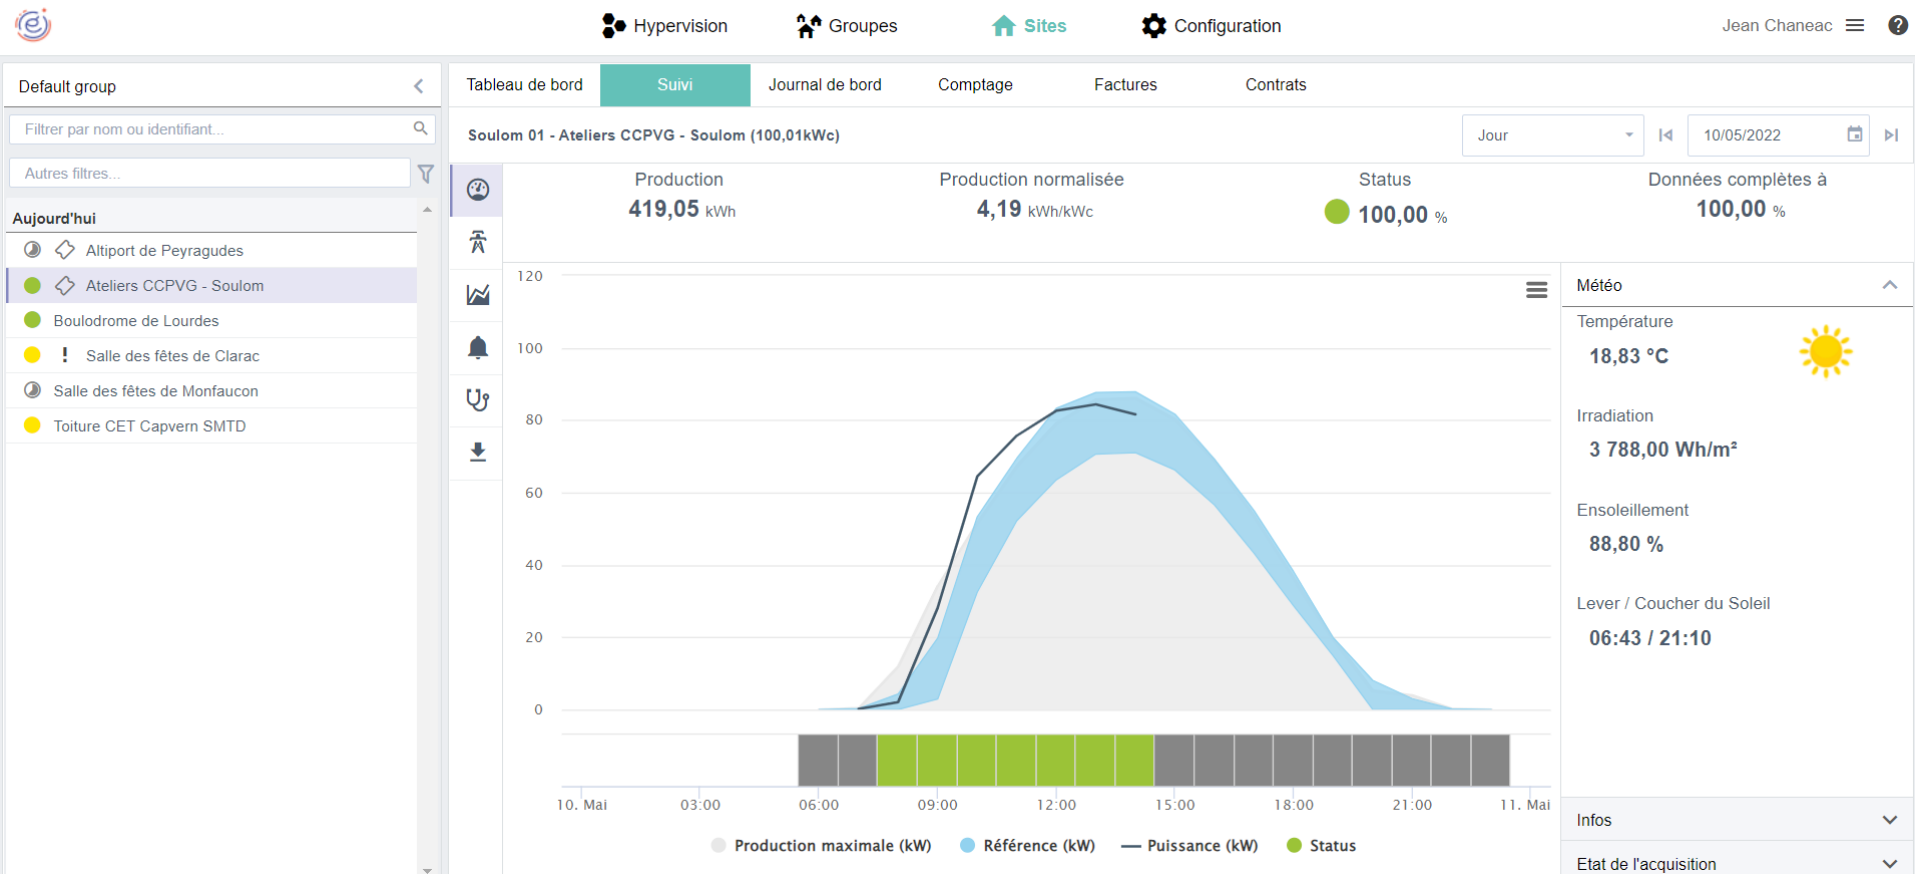 Hypervision
Groupes
Sites
Configuration
Jean Chaneac
Default group
Filtrer par nom ou identifiant...
Autres filtres...
Aujourd'hui
Altiport de Peyragudes
Ateliers CCPVG - Soulom
Boulodrome de Lourdes
! Salle des fêtes de Clarac
Salle des fêtes de Monfaucon
Toiture CET Capvern SMTD
Tableau de bord
Suivi
Journal de bord
Comptage
Factures
Contrats
Soulom 01 - Ateliers CCPVG - Soulom (100,01kWc)
Jour
10/05/2022
Production
419,05 kWh
Production normalisée
4,19 kWh/kWc
Status
100,00 %
Données complètes à
100,00 %
120
100
80
60
40
20
0
10. Mai
03:00
06:00
09:00
12:00
15:00
18:00
21:00
11. Mai
Production maximale (kW)
Référence (kW)
Puissance (kW)
Status
Météo
Température
18,83 °C
Irradiation
3 788,00 Wh/m²
Ensoleillement
88,80 %
Lever / Coucher du Soleil
06:43 / 21:10
Infos
Etat de l'acquisition